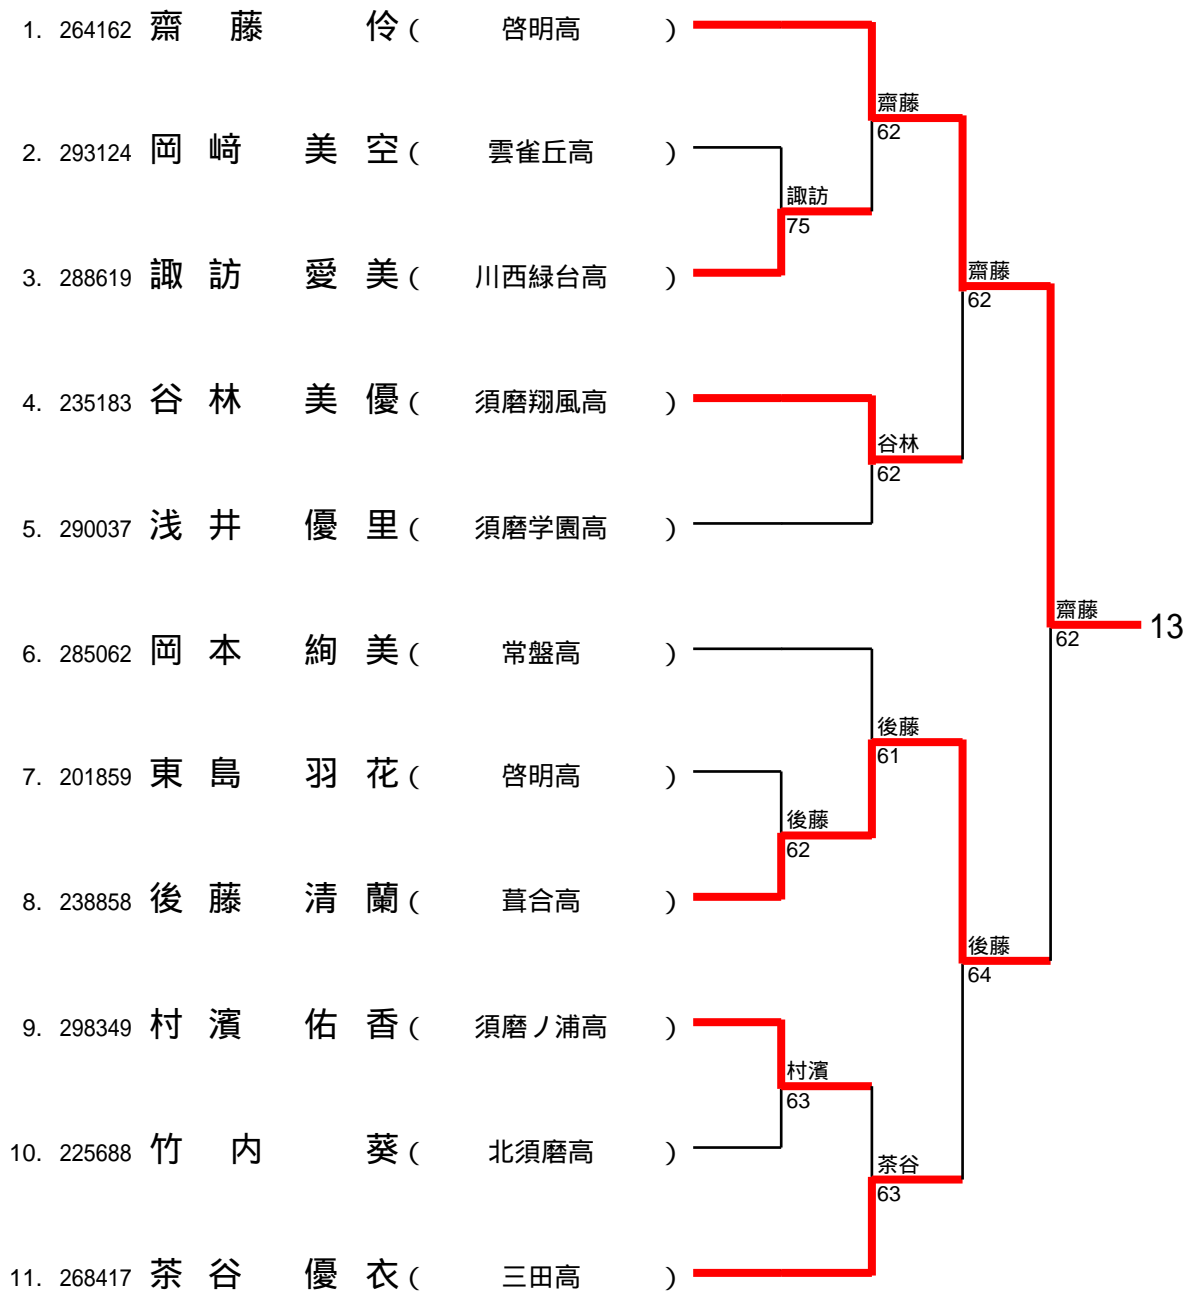 1. 264162 齋藤 伶 ( 啓明高 )
齋藤
62
2. 293124 岡﨑 美空 ( 雲雀丘高 )
諏訪
75
3. 288619 諏訪 愛美 ( 川西緑台高 )
齋藤
62
4. 235183 谷林 美優 ( 須磨翔風高 )
谷林
62
5. 290037 浅井 優里 ( 須磨学園高 )
齋藤
62
13
6. 285062 岡本 絢美 ( 常盤高 )
後藤
61
7. 201859 東島 羽花 ( 啓明高 )
後藤
62
8. 238858 後藤 清蘭 ( 葺合高 )
後藤
64
9. 298349 村濱 佑香 ( 須磨ノ浦高 )
村濱
63
10. 225688 竹内 葵 ( 北須磨高 )
茶谷
63
11. 268417 茶谷 優衣 ( 三田高 )